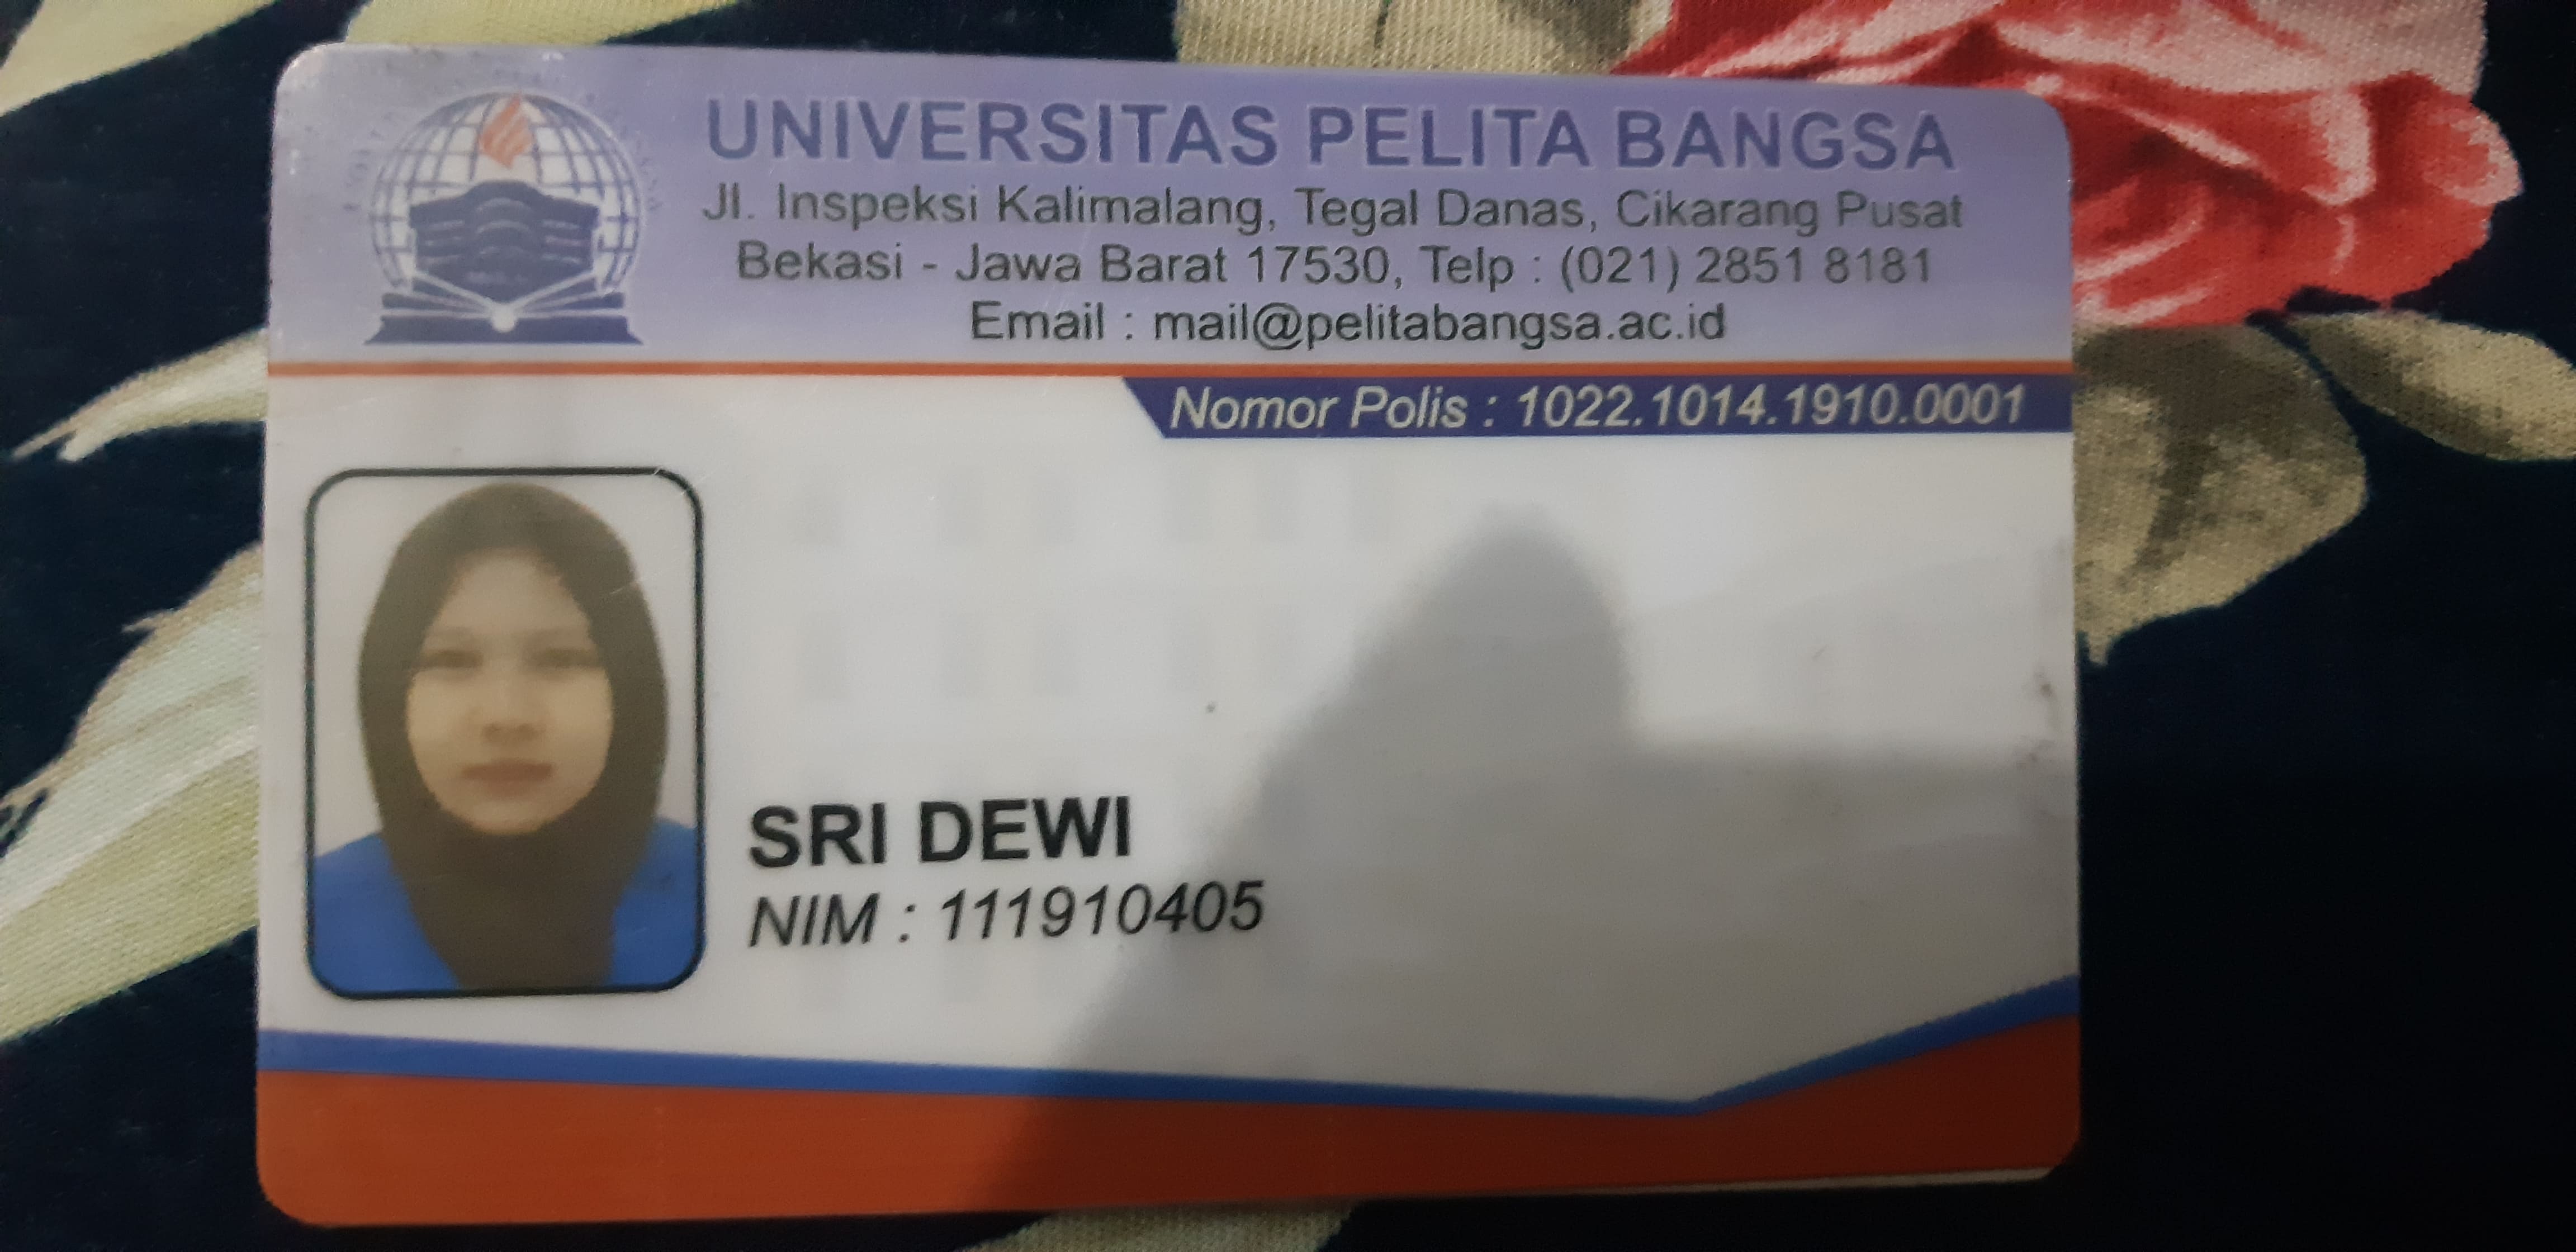 UNIVERSITAS PELITA BANGSA
Jl. Inspeksi Kalimalang, Tegal Danas, Cikarang Pusat
Bekasi - Jawa Barat 17530, Telp : (021) 2851 8181
Email : mail@pelitabangsa.ac.id
Nomor Polis : 1022.1014.1910.0001
SRI DEWI
NIM : 111910405